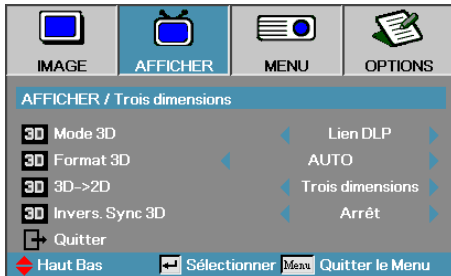 IMAGE AFFICHER MENU OPTIONS
AFFICHER / Trois dimensions
3D Mode 3D Lien DLP
3D Format 3D AUTO
3D 3D->2D Trois dimensions
3D Invers. Sync 3D Arrêt
Quitter
Haut Bas Sélectionner Menu Quitter le Menu